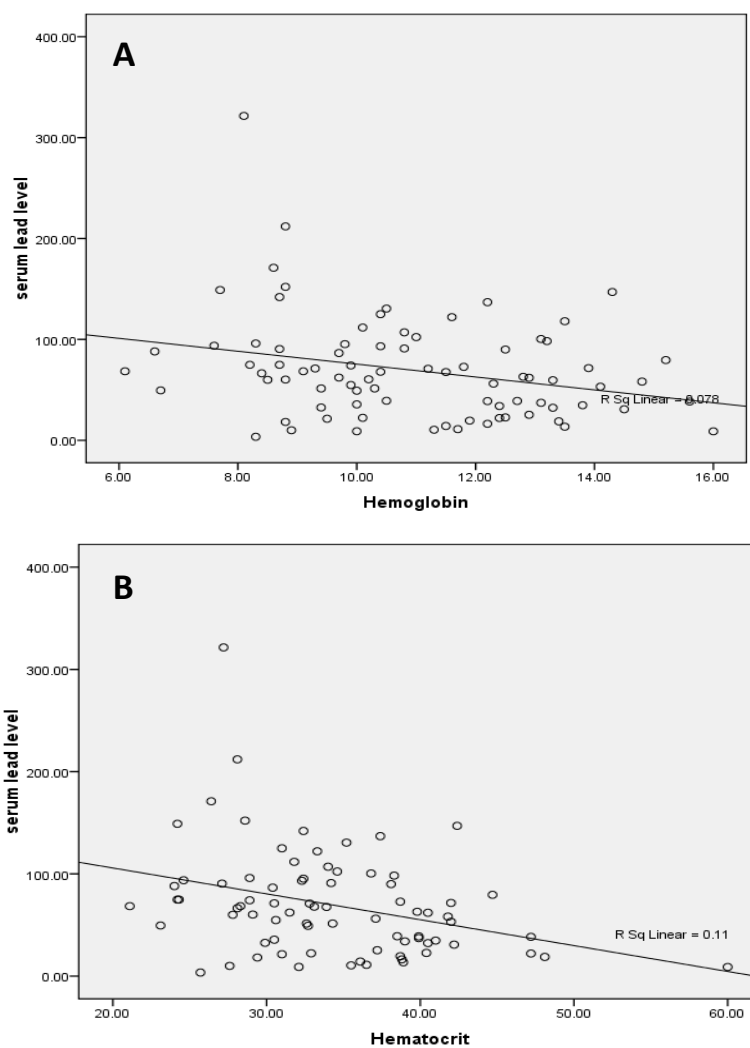 A
400.00
300.00
200.00
100.00
0.00
serum lead level
R Sq Linear = 0.078
6.00 8.00 10.00 12.00 14.00 16.00
Hemoglobin
B
400.00
300.00
200.00
100.00
0.00
serum lead level
R Sq Linear = 0.11
20.00 30.00 40.00 50.00 60.00
Hematocrit